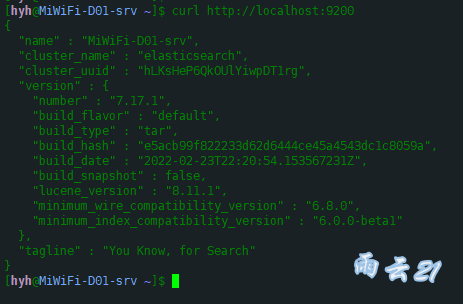 [hyh@MiWiFi-D01-srv ~]$ curl http://localhost:9200
{
  "name" : "MiWiFi-D01-srv",
  "cluster_name" : "elasticsearch",
  "cluster_uuid" : "hLKsHeP6QkOUlYiwpDT1rg",
  "version" : {
    "number" : "7.17.1",
    "build_flavor" : "default",
    "build_type" : "tar",
    "build_hash" : "e5acb99f822233d62d6444ce45a4543dc1c8059a",
    "build_date" : "2022-02-23T22:20:54.153567231Z",
    "build_snapshot" : false,
    "lucene_version" : "8.11.1",
    "minimum_wire_compatibility_version" : "6.8.0",
    "minimum_index_compatibility_version" : "6.0.0-beta1"
  },
  "tagline" : "You Know, for Search"
}
[hyh@MiWiFi-D01-srv ~]$
雨云21